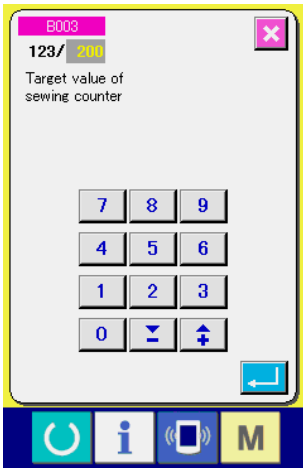 B003
123/ 200
Target value of
sewing counter
7 8 9
4 5 6
1 2 3
0
i
M